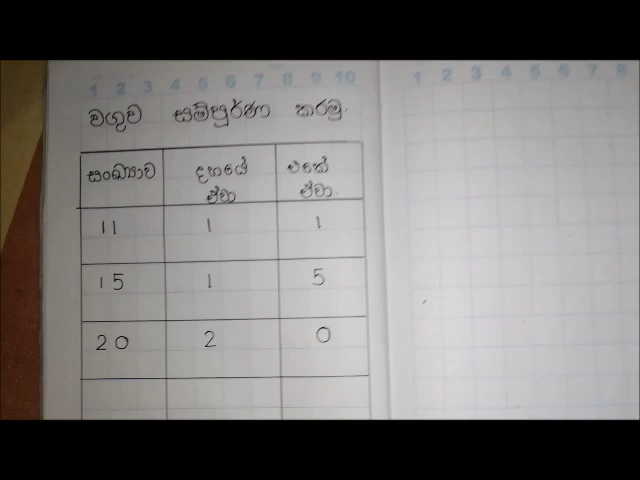 1 2 3 4 5 6 7 8 9 10
1 2 3 4 5 6 7 8
වගුව සම්පූර්ණ කරමු.
සංඛ්‍යාව දහයේ ඒවා එකේ ඒවා.
11 1 1
15 1 5
20 2 0